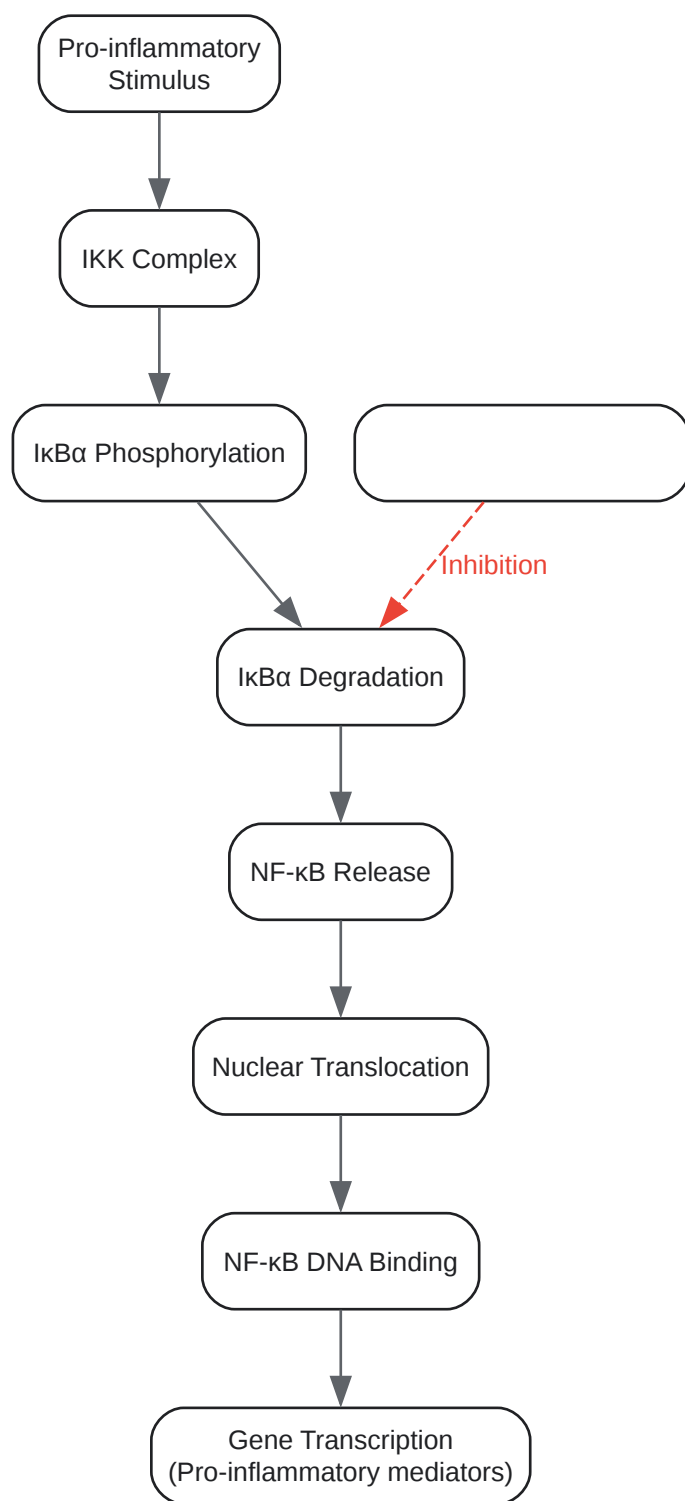 Pro-inflammatory
Stimulus
IKK Complex
IκBα Phosphorylation
Inhibition
IκBα Degradation
NF-κB Release
Nuclear Translocation
NF-κB DNA Binding
Gene Transcription
(Pro-inflammatory mediators)